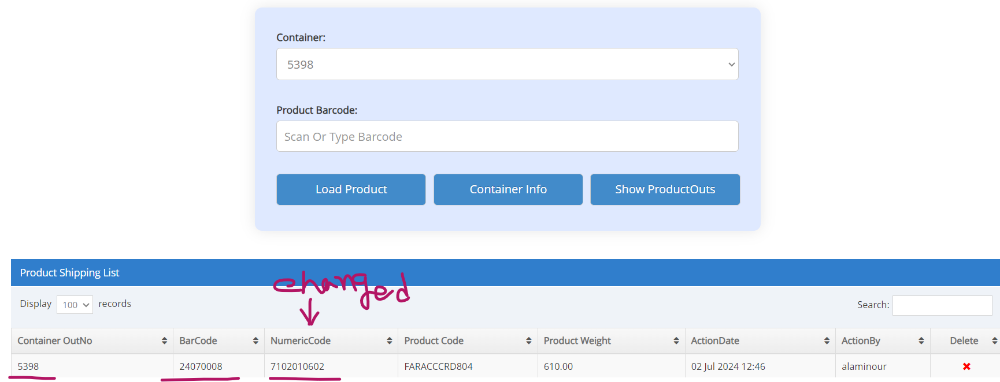 Container:
5398
Product Barcode:
Scan Or Type Barcode
Load Product Container Info Show ProductOuts
Product Shipping List
changed
Display 100 records Search:
Container OutNo BarCode NumericCode Product Code Product Weight ActionDate ActionBy Delete
5398 24070008 7102010602 FARACCCRD804 610.00 02 Jul 2024 12:46 alaminour